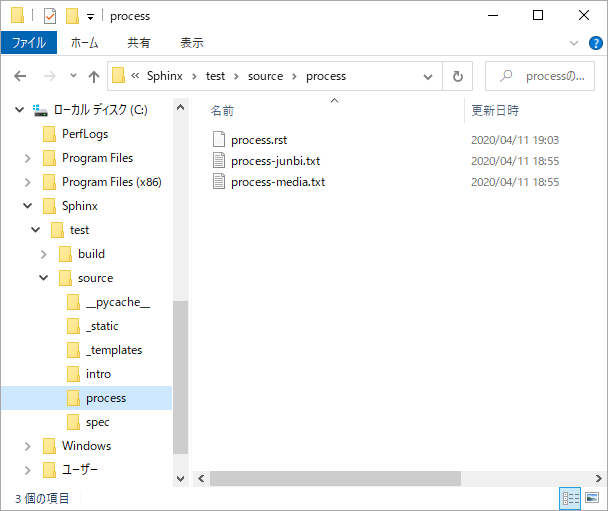 process
ファイル ホーム 共有 表示
« Sphinx › test › source › process processの...
ローカル ディスク (C:)
PerfLogs
Program Files
Program Files (x86)
Sphinx
test
build
source
__pycache__
_static
_templates
intro
process
spec
Windows
ユーザー
名前 更新日時
process.rst 2020/04/11 19:03
process-junbi.txt 2020/04/11 18:55
process-media.txt 2020/04/11 18:55
3 個の項目